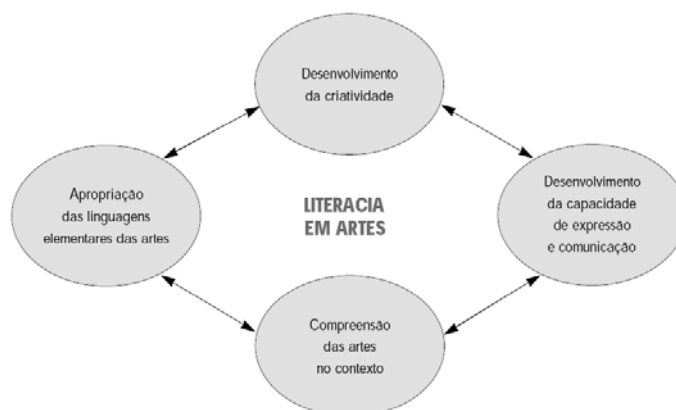 Desenvolvimento
da criatividade
Apropriação
das linguagens
elementares das artes
LITERACIA
EM ARTES
Desenvolvimento
da capacidade
de expressão
e comunicação
Compreensão
das artes
no contexto